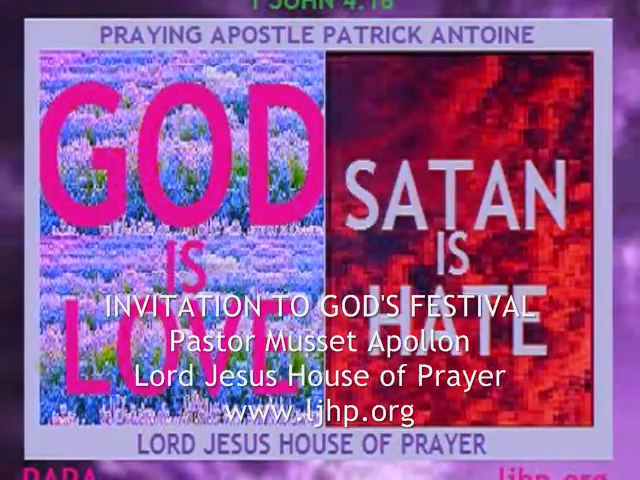 1 JOHN 4:16
PRAYING APOSTLE PATRICK ANTOINE
GOD
IS
LOVE
SATAN
IS
HATE
INVITATION TO GOD'S FESTIVAL
Pastor Musset Apollon
Lord Jesus House of Prayer
www.ljhp.org
LORD JESUS HOUSE OF PRAYER
PAPA
ljhp.org